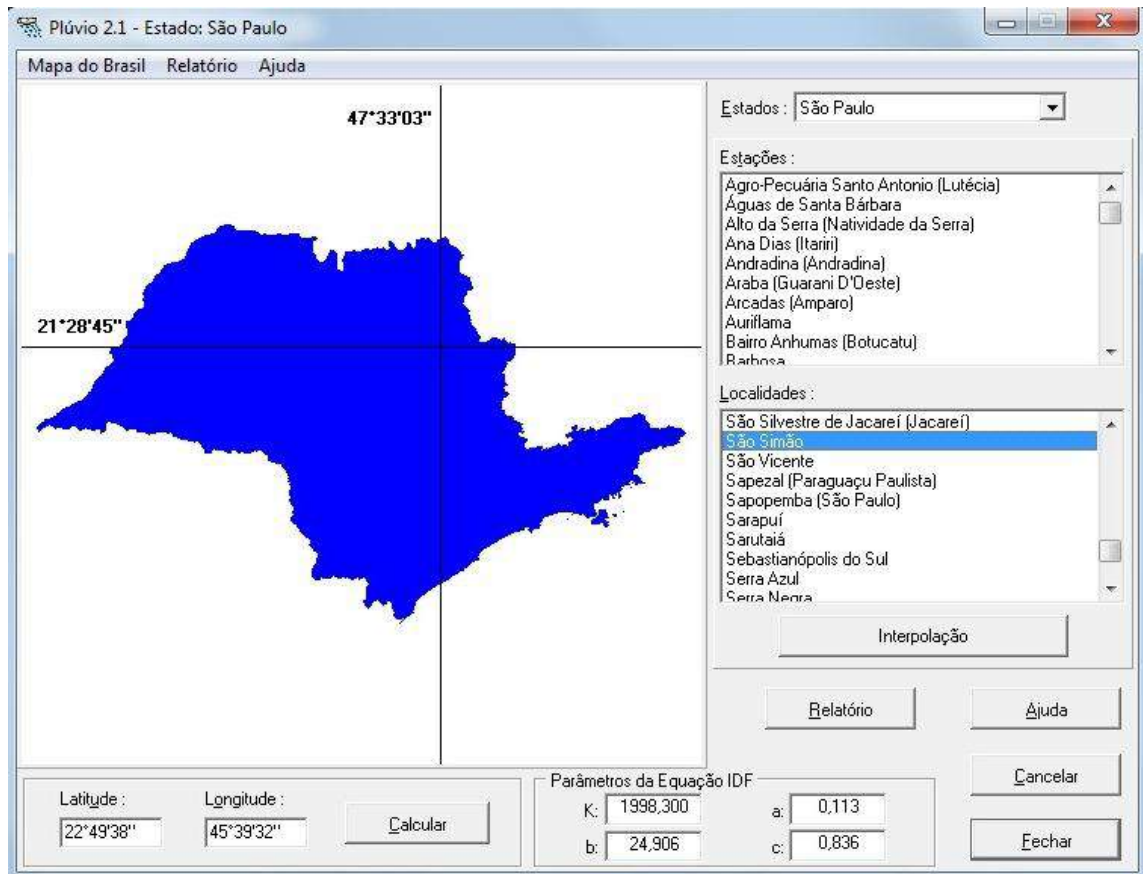 Plúvio 2.1 - Estado: São Paulo
Mapa do Brasil Relatório Ajuda
47°33'03"
21°28'45"
Estados : São Paulo
Estações :
Agro-Pecuária Santo Antonio (Lutécia)
Águas de Santa Bárbara
Alto da Serra (Natividade da Serra)
Ana Dias (Itariri)
Andradina (Andradina)
Araba (Guarani D'Oeste)
Arcadas (Amparo)
Auriflama
Bairro Anhumas (Botucatu)
Barbosa
Localidades :
São Silvestre de Jacareí (Jacareí)
São Simão
São Vicente
Sapezal (Paraguaçu Paulista)
Sapopemba (São Paulo)
Sarapuí
Sarutaiá
Sebastianópolis do Sul
Serra Azul
Serra Negra
Interpolação
Relatório
Ajuda
Cancelar
Fechar
Latitude :
22°49'38"
Longitude :
45°39'32"
Calcular
Parâmetros da Equação IDF
K: 1998,300
a: 0,113
b: 24,906
c: 0,836